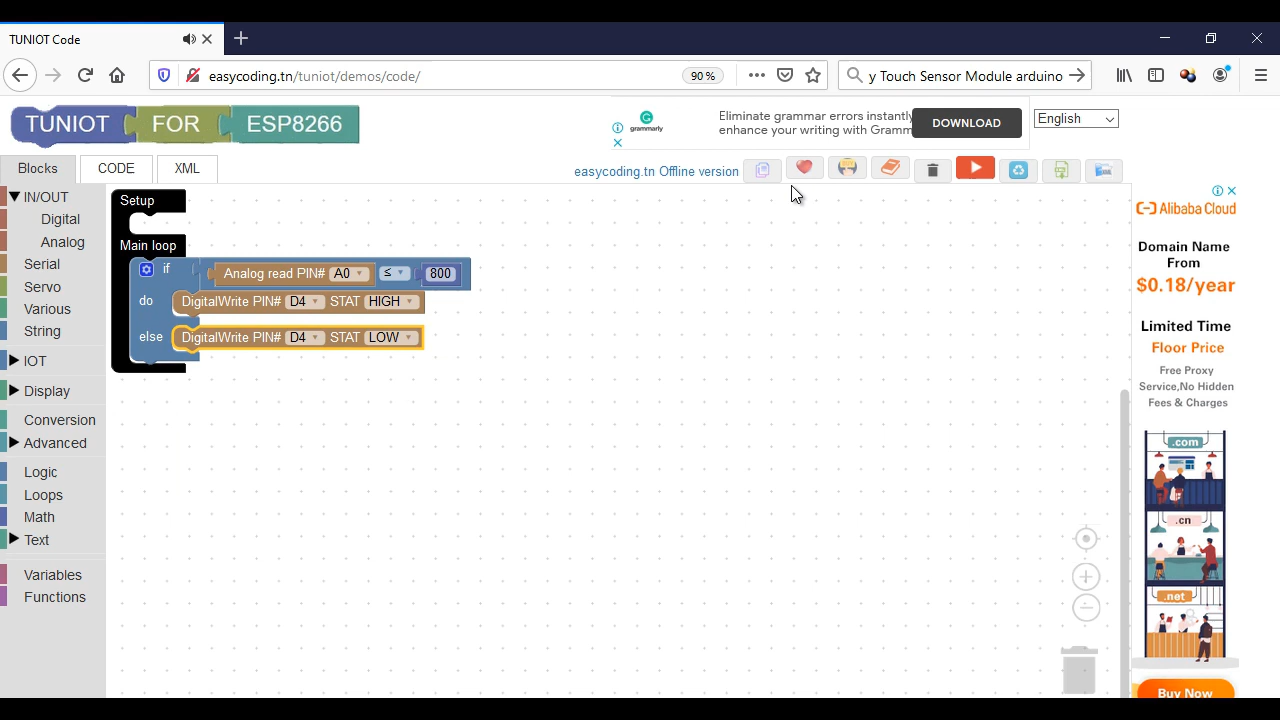 TUNIOT Code
easycoding.tn/tuniot/demos/code/
90 %
y Touch Sensor Module arduino
TUNIOT FOR ESP8266
grammarly
Eliminate grammar errors instantly
enhance your writing with Gramm
DOWNLOAD
English
Blocks
CODE
XML
easycoding.tn Offline version
IN/OUT
Digital
Analog
Serial
Servo
Various
String
IOT
Display
Conversion
Advanced
Logic
Loops
Math
Text
Variables
Functions
Setup
Main loop
if
Analog read PIN# A0 ≤ 800
do
DigitalWrite PIN# D4 STAT HIGH
else
DigitalWrite PIN# D4 STAT LOW
Alibaba Cloud
Domain Name
From
$0.18/year
Limited Time
Floor Price
Free Proxy
Service,No Hidden
Fees & Charges
.com
.cn
.net
Buy Now